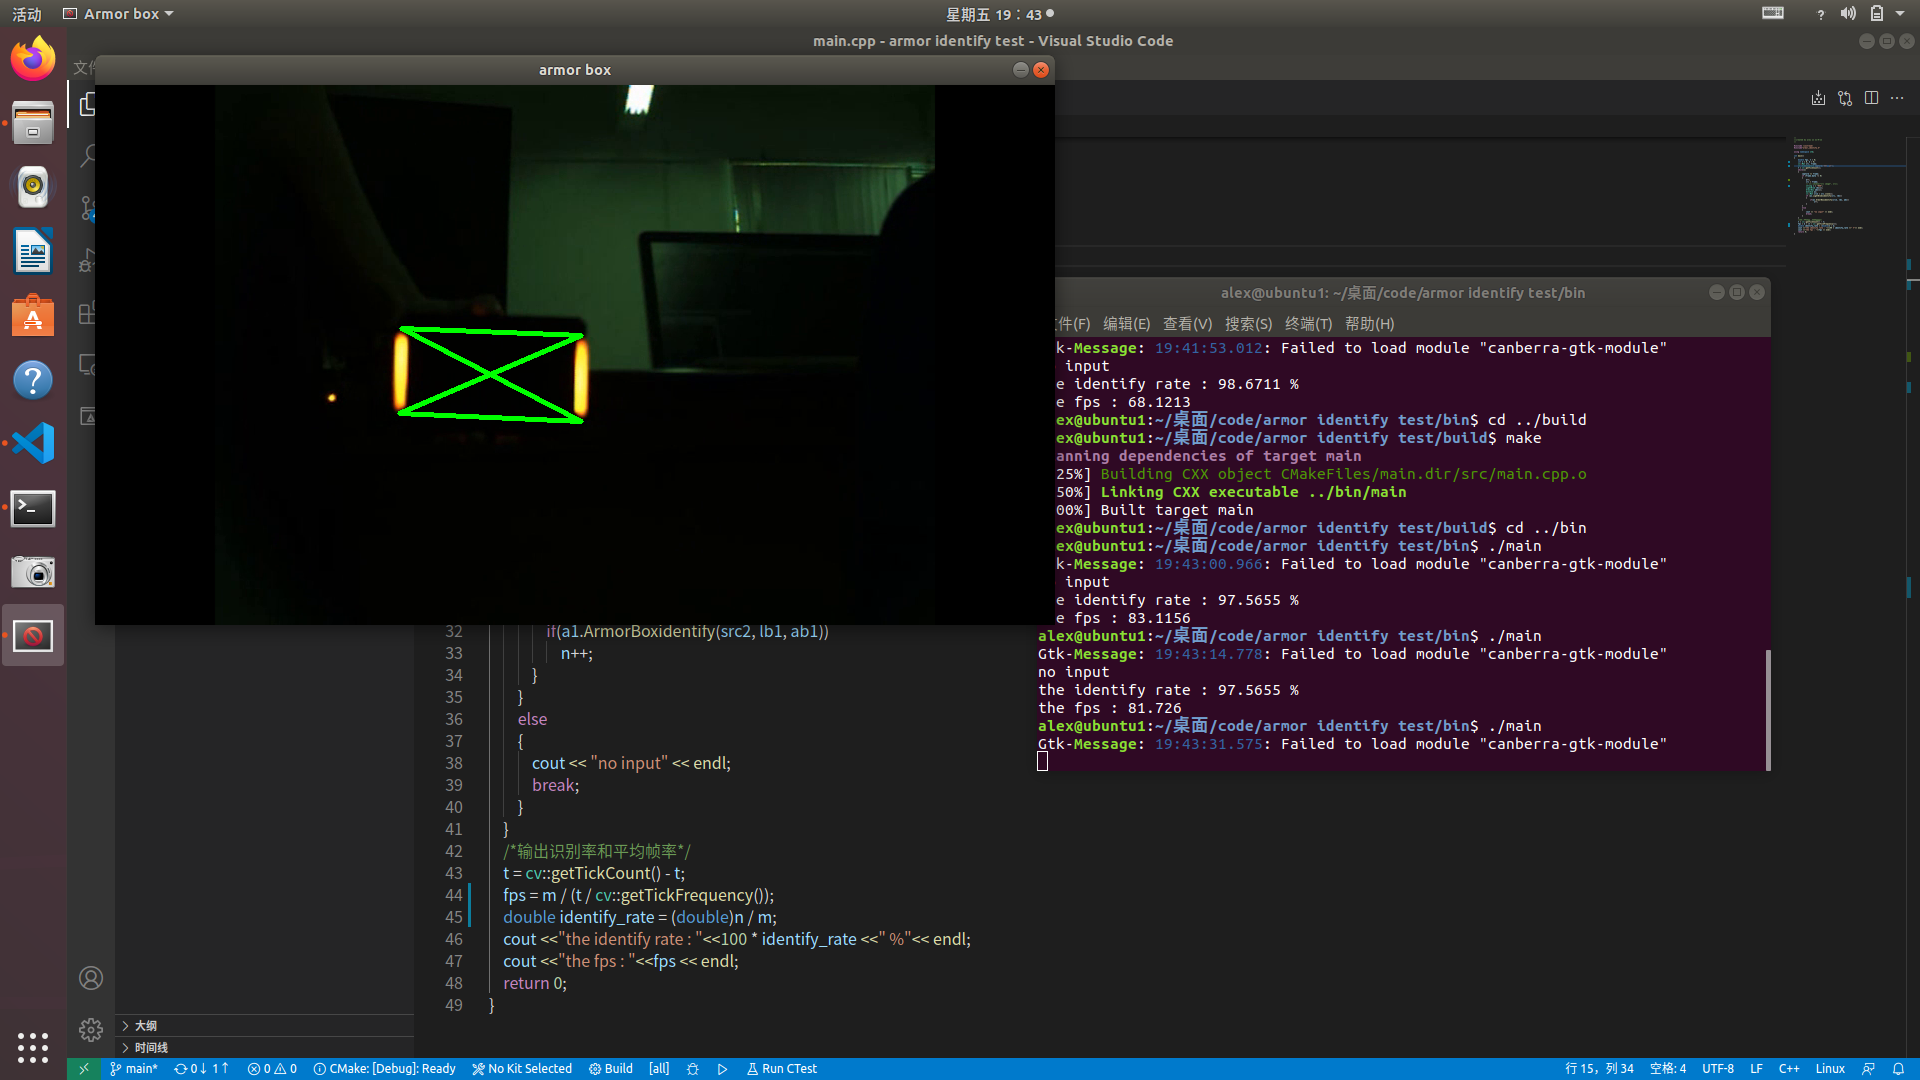 活动
Armor box
星期五 19：43
main.cpp - armor identify test - Visual Studio Code
文件
armor box
alex@ubuntu1: ~/桌面/code/armor identify test/bin
件(F) 编辑(E) 查看(V) 搜索(S) 终端(T) 帮助(H)
k-Message: 19:41:53.012: Failed to load module "canberra-gtk-module"
input
e identify rate : 98.6711 %
e fps : 68.1213
ex@ubuntu1:~/桌面/code/armor identify test/bin$ cd ../build
ex@ubuntu1:~/桌面/code/armor identify test/build$ make
anning dependencies of target main
25%] Building CXX object CMakeFiles/main.dir/src/main.cpp.o
50%] Linking CXX executable ../bin/main
00%] Built target main
ex@ubuntu1:~/桌面/code/armor identify test/build$ cd ../bin
ex@ubuntu1:~/桌面/code/armor identify test/bin$ ./main
k-Message: 19:43:00.966: Failed to load module "canberra-gtk-module"
input
e identify rate : 97.5655 %
e fps : 83.1156
alex@ubuntu1:~/桌面/code/armor identify test/bin$ ./main
Gtk-Message: 19:43:14.778: Failed to load module "canberra-gtk-module"
no input
the identify rate : 97.5655 %
the fps : 81.726
alex@ubuntu1:~/桌面/code/armor identify test/bin$ ./main
Gtk-Message: 19:43:31.575: Failed to load module "canberra-gtk-module"
32 if(a1.ArmorBoxidentify(src2, lb1, ab1))
33 n++;
34 }
35 }
36 else
37 {
38 cout << "no input" << endl;
39 break;
40 }
41 }
42 /*输出识别率和平均帧率*/
43 t = cv::getTickCount() - t;
44 fps = m / (t / cv::getTickFrequency());
45 double identify_rate = (double)n / m;
46 cout <<"the identify rate : "<<100 * identify_rate <<" %"<< endl;
47 cout <<"the fps : "<<fps << endl;
48 return 0;
49 }
大纲
时间线
main* 0↓ 1↑ 0 0 CMake: [Debug]: Ready No Kit Selected Build [all] Run CTest 行 15，列 34 空格: 4 UTF-8 LF C++ Linux